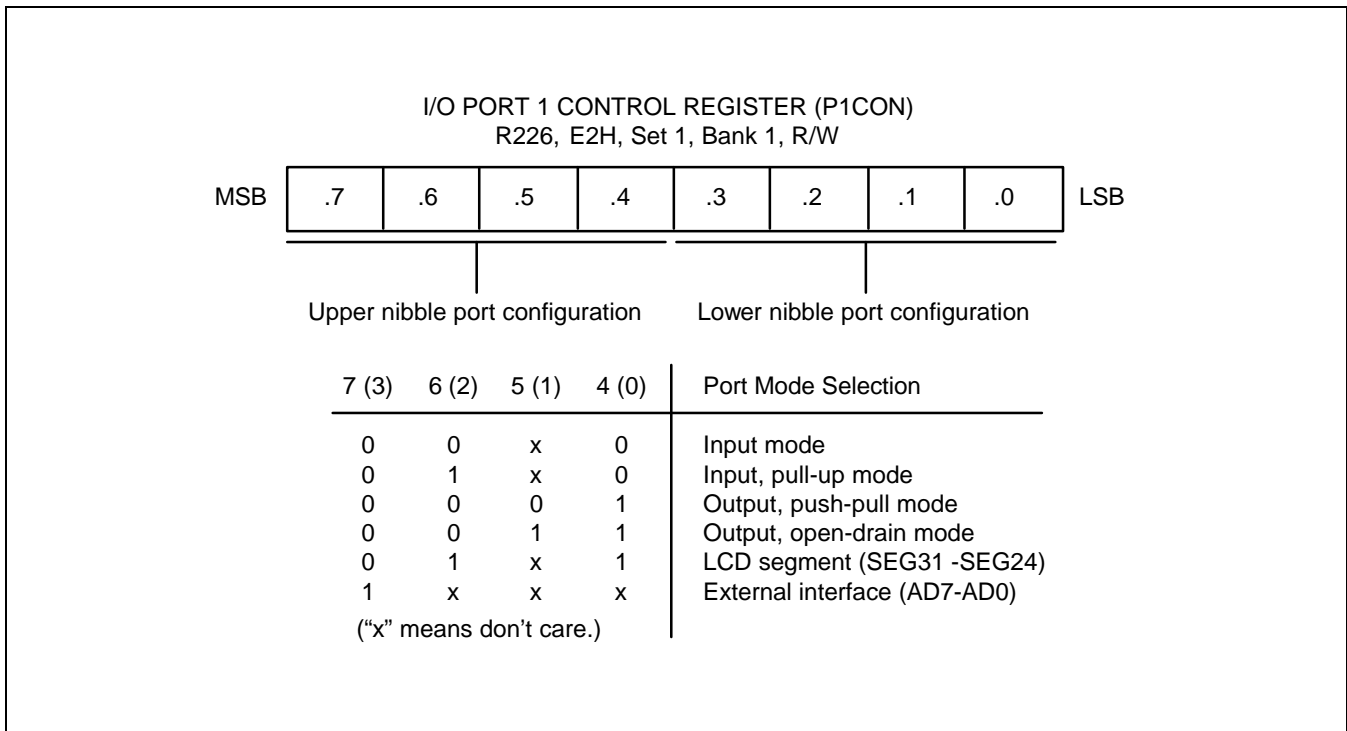 I/O PORT 1 CONTROL REGISTER (P1CON)
R226, E2H, Set 1, Bank 1, R/W
MSB .7 .6 .5 .4 .3 .2 .1 .0 LSB
Upper nibble port configuration Lower nibble port configuration
7 (3) 6 (2) 5 (1) 4 (0) Port Mode Selection
0 0 x 0 Input mode
0 1 x 0 Input, pull-up mode
0 0 0 1 Output, push-pull mode
0 0 1 1 Output, open-drain mode
0 1 x 1 LCD segment (SEG31 -SEG24)
1 x x x External interface (AD7-AD0)
(“x” means don’t care.)